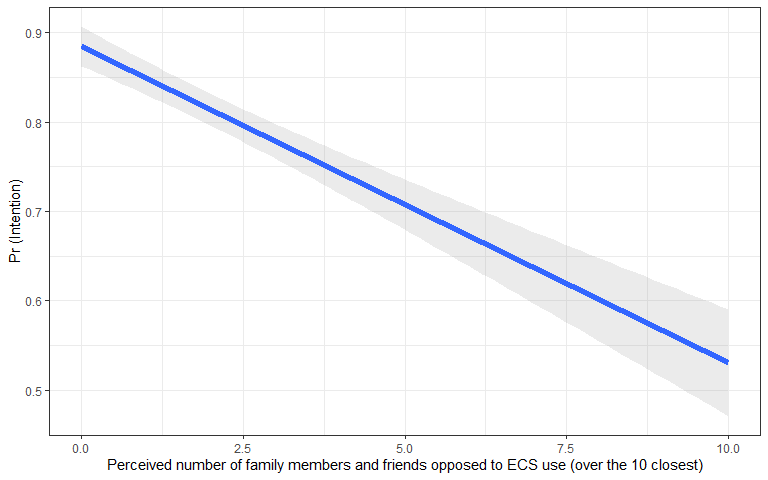 0.9
0.8
0.7
0.6
0.5
Pr (Intention)
0.0 2.5 5.0 7.5 10.0
Perceived number of family members and friends opposed to ECS use (over the 10 closest)